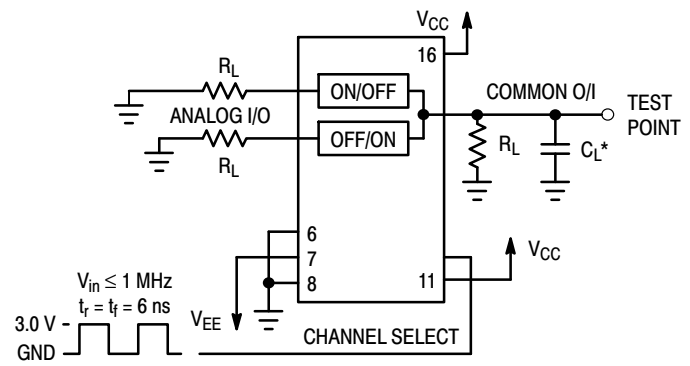 VCC
16
RL
ON/OFF
COMMON O/I
TEST
POINT
ANALOG I/O
OFF/ON
RL
RL
CL*
6
7
8
11
VCC
VEE
Vin ≤ 1 MHz
tr = tf = 6 ns
3.0 V
GND
CHANNEL SELECT